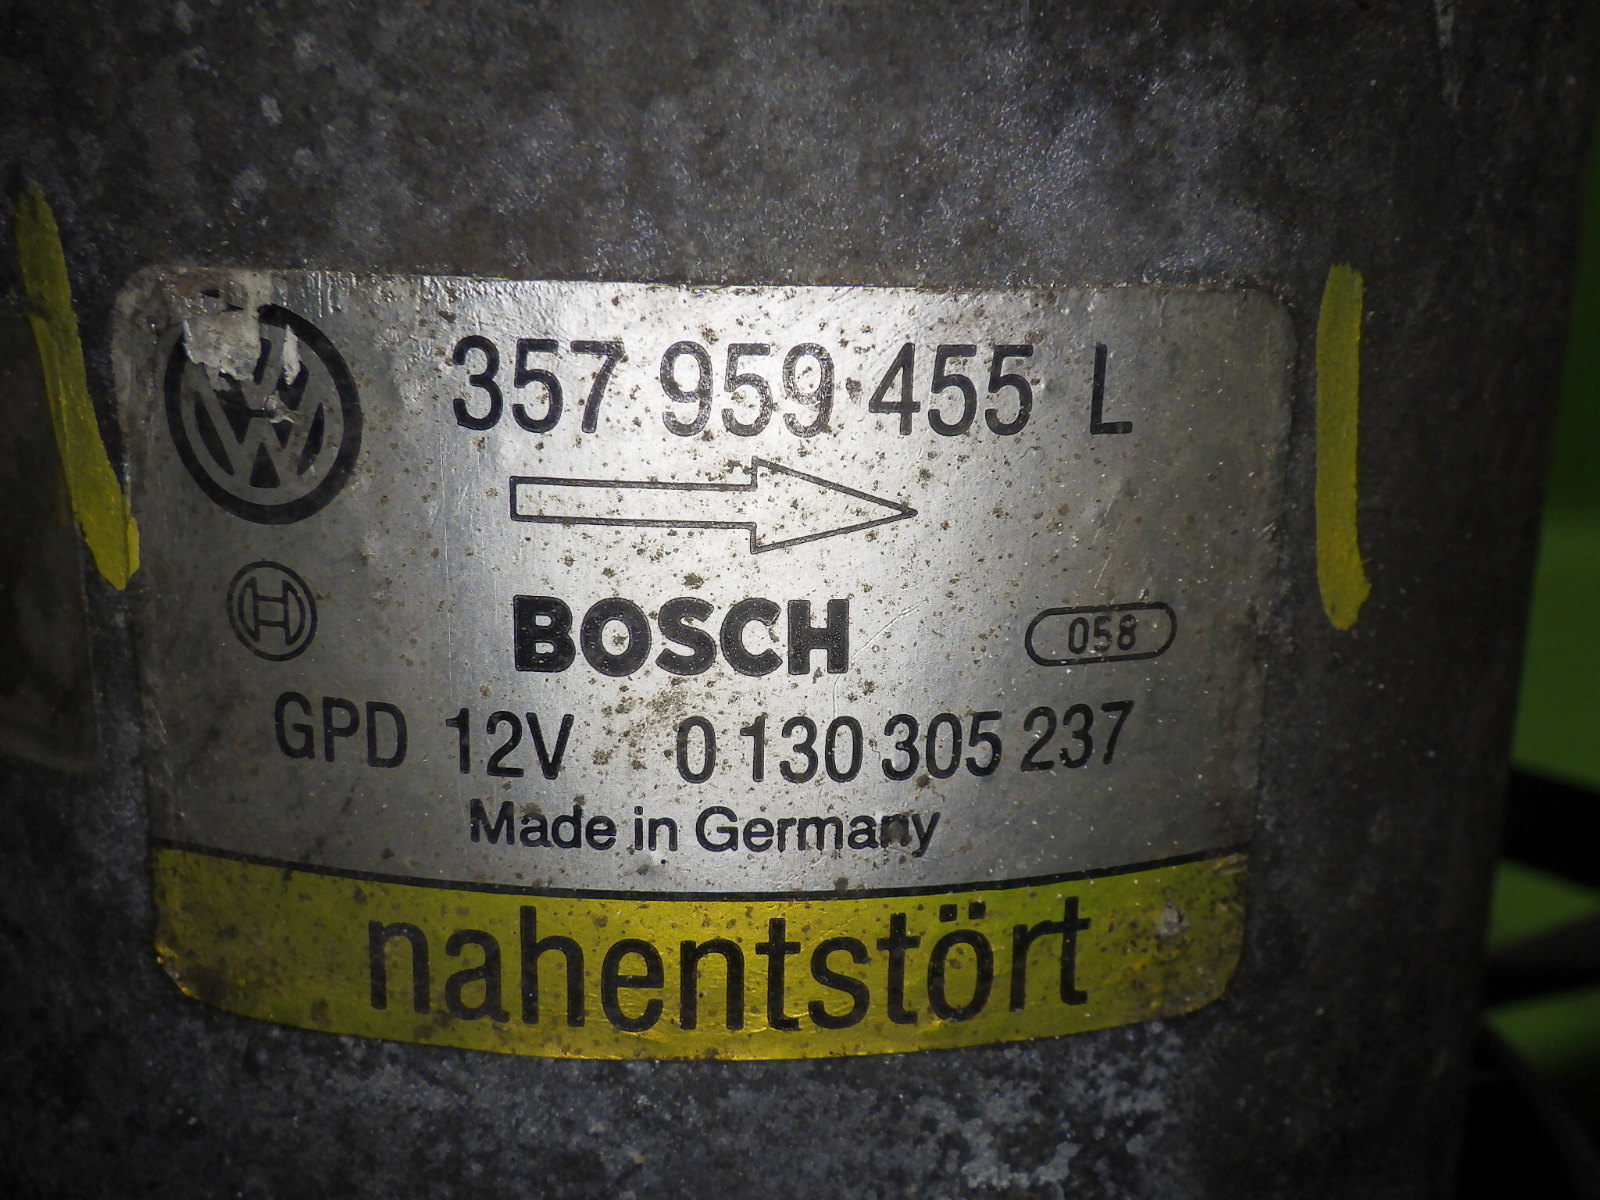 357 959 455 L
BOSCH 058
GPD 12V 0 130 305 237
Made in Germany
nahentstört